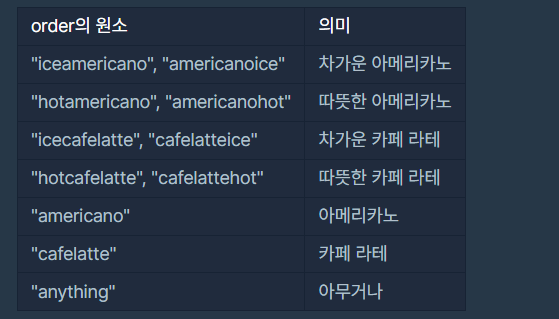 order의 원소 의미
"iceamericano", "americanoice" 차가운 아메리카노
"hotamericano", "americanohot" 따뜻한 아메리카노
"icecafelatte", "cafelatteice" 차가운 카페 라테
"hotcafelatte", "cafelattehot" 따뜻한 카페 라테
"americano" 아메리카노
"cafelatte" 카페 라테
"anything" 아무거나